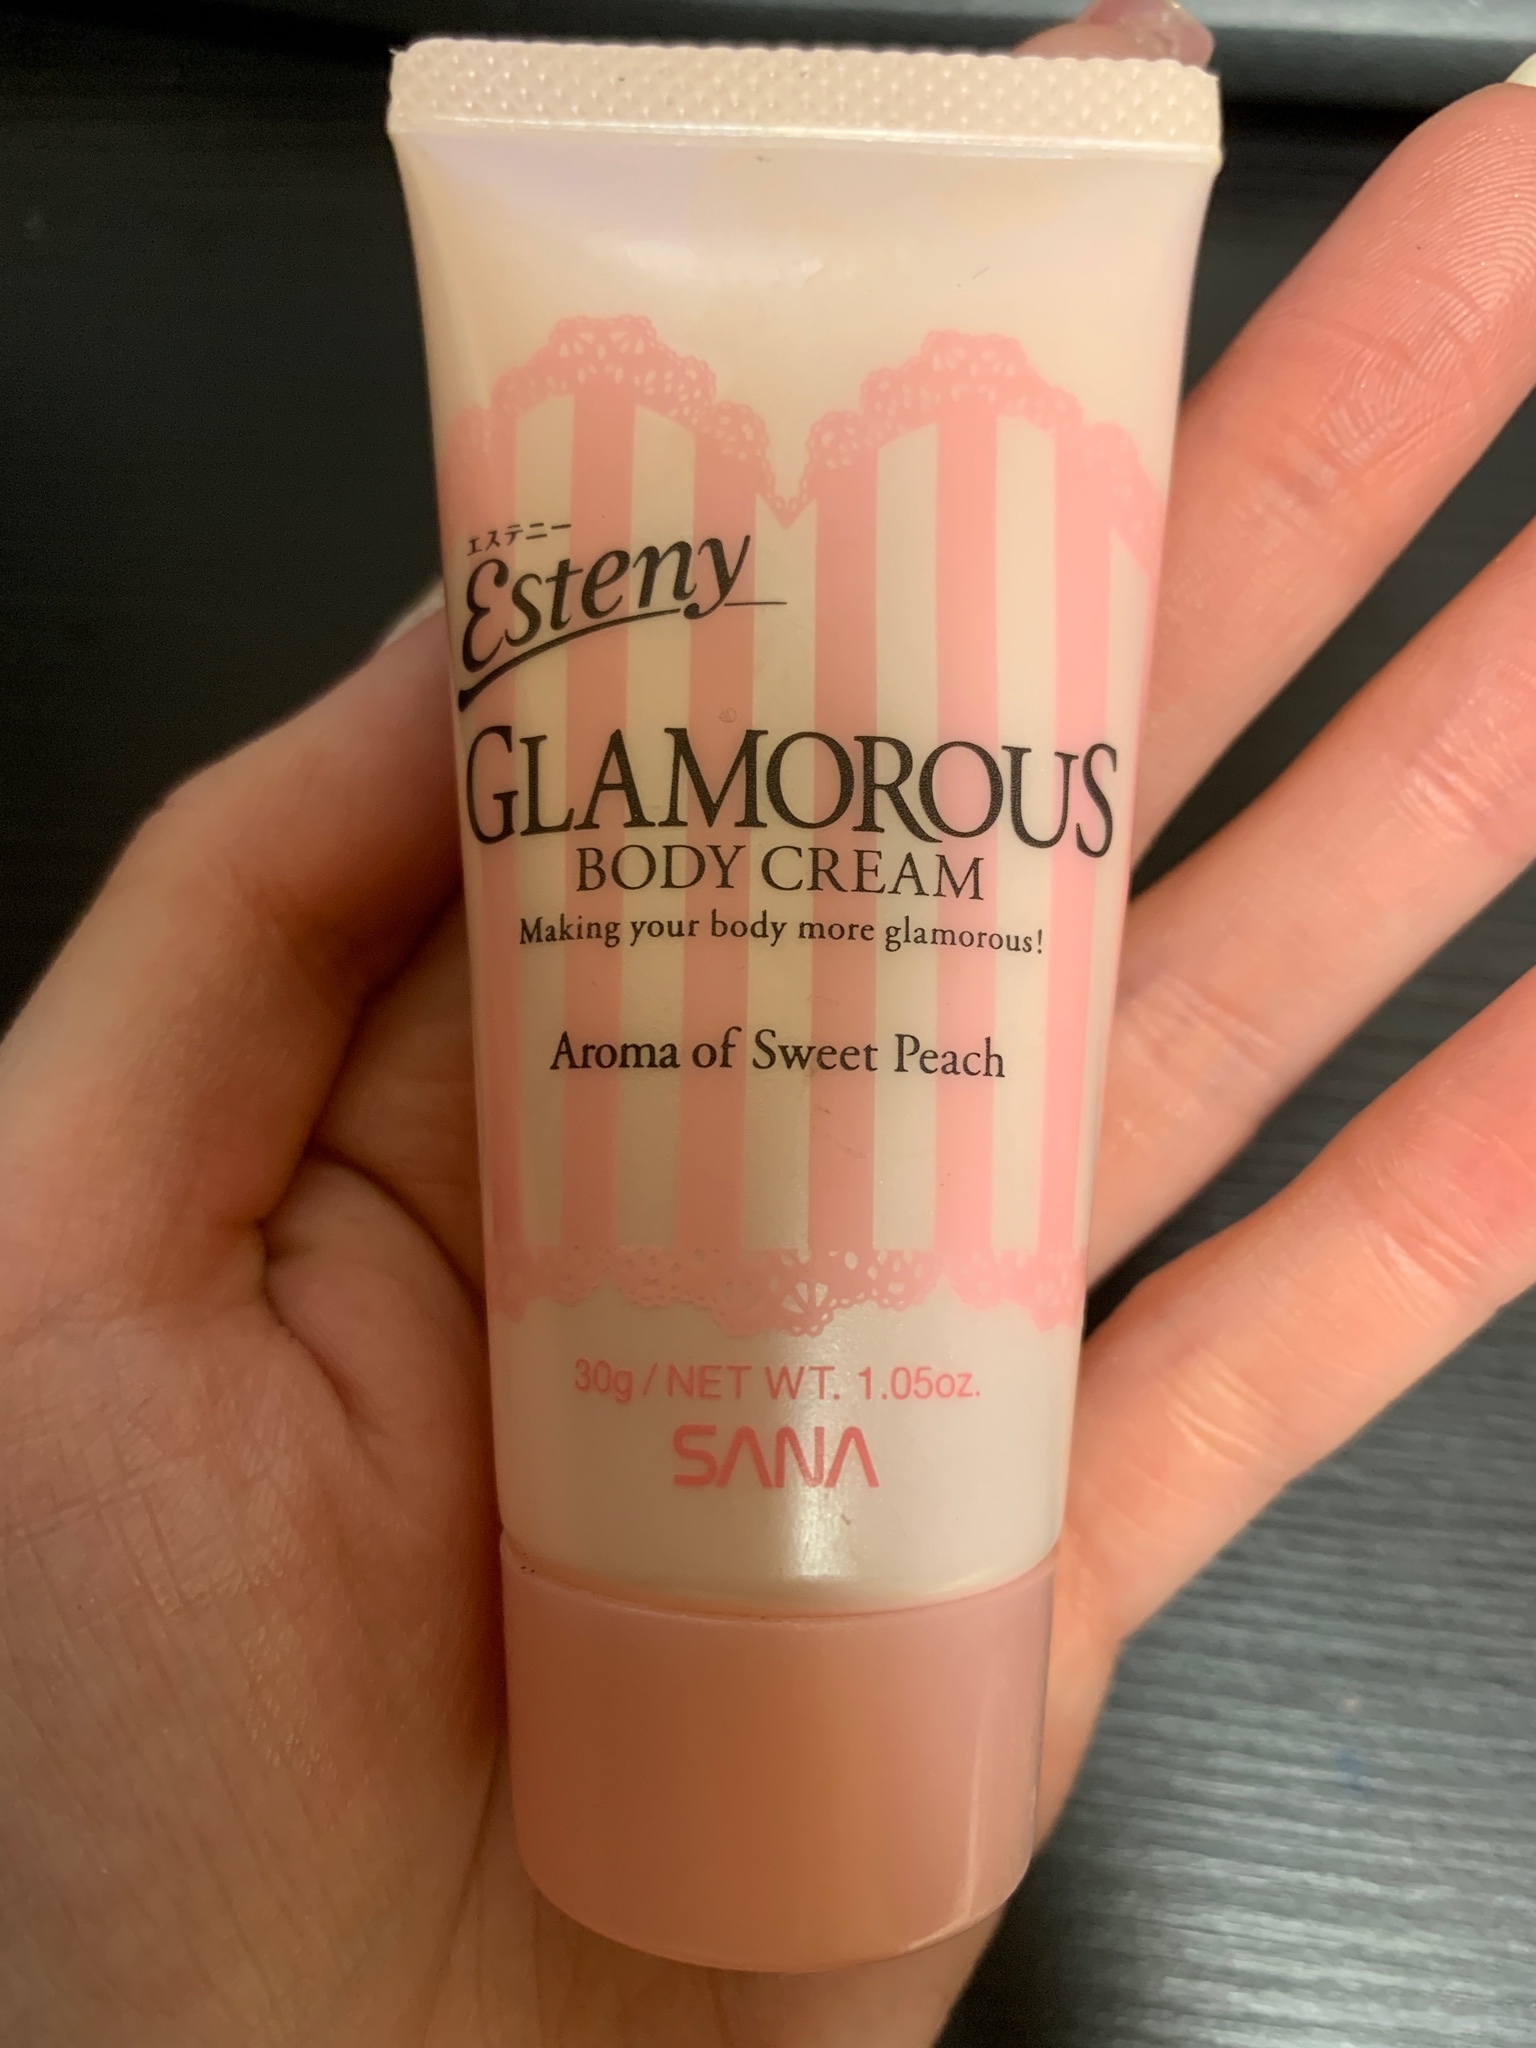 エステニー
Esteny
GLAMOROUS
BODY CREAM
Making your body more glamorous!
Aroma of Sweet Peach
30g / NET WT. 1.05oz.
SANA